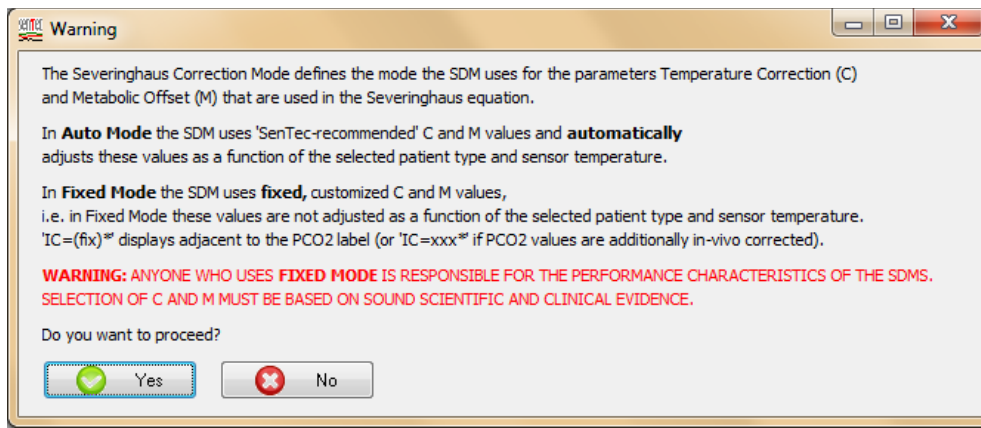 SenTec Warning
The Severinghaus Correction Mode defines the mode the SDM uses for the parameters Temperature Correction (C)
and Metabolic Offset (M) that are used in the Severinghaus equation.
In Auto Mode the SDM uses 'SenTec-recommended' C and M values and automatically
adjusts these values as a function of the selected patient type and sensor temperature.
In Fixed Mode the SDM uses fixed, customized C and M values,
i.e. in Fixed Mode these values are not adjusted as a function of the selected patient type and sensor temperature.
'IC=(fix)*' displays adjacent to the PCO2 label (or 'IC=xxx*' if PCO2 values are additionally in-vivo corrected).
WARNING: ANYONE WHO USES FIXED MODE IS RESPONSIBLE FOR THE PERFORMANCE CHARACTERISTICS OF THE SDMS.
SELECTION OF C AND M MUST BE BASED ON SOUND SCIENTIFIC AND CLINICAL EVIDENCE.
Do you want to proceed?
Yes No